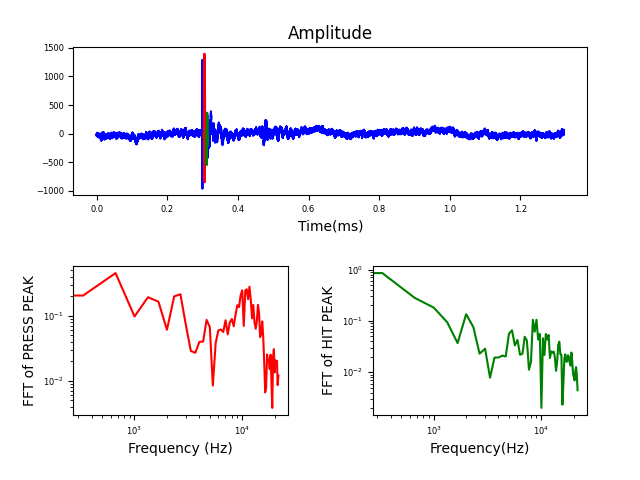 Amplitude
1500
1000
500
0
−500
−1000
0.0 0.2 0.4 0.6 0.8 1.0 1.2
Time(ms)
FFT of PRESS PEAK
10⁻¹
10⁻²
10³ 10⁴
Frequency (Hz)
FFT of HIT PEAK
10⁰
10⁻¹
10⁻²
10³ 10⁴
Frequency(Hz)